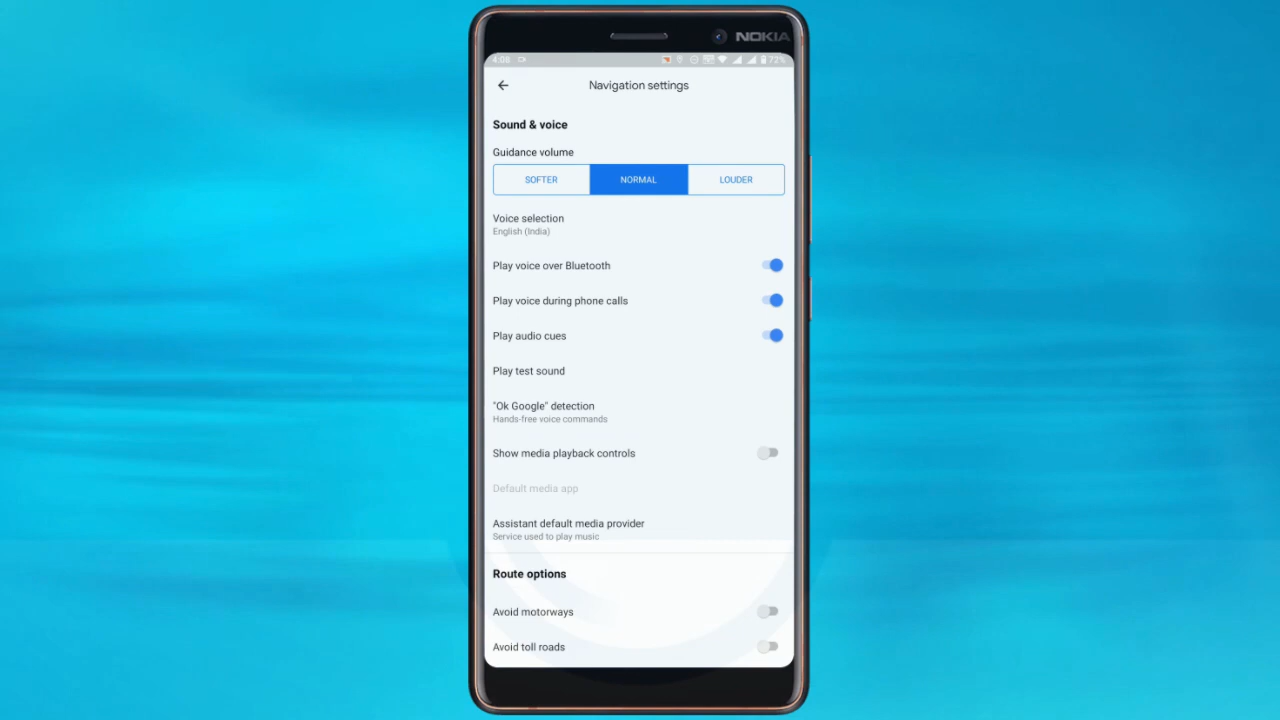 NOKIA
4:08
72%
Navigation settings
Sound & voice
Guidance volume
SOFTER
NORMAL
LOUDER
Voice selection
English (India)
Play voice over Bluetooth
Play voice during phone calls
Play audio cues
Play test sound
"Ok Google" detection
Hands-free voice commands
Show media playback controls
Default media app
Assistant default media provider
Service used to play music
Route options
Avoid motorways
Avoid toll roads